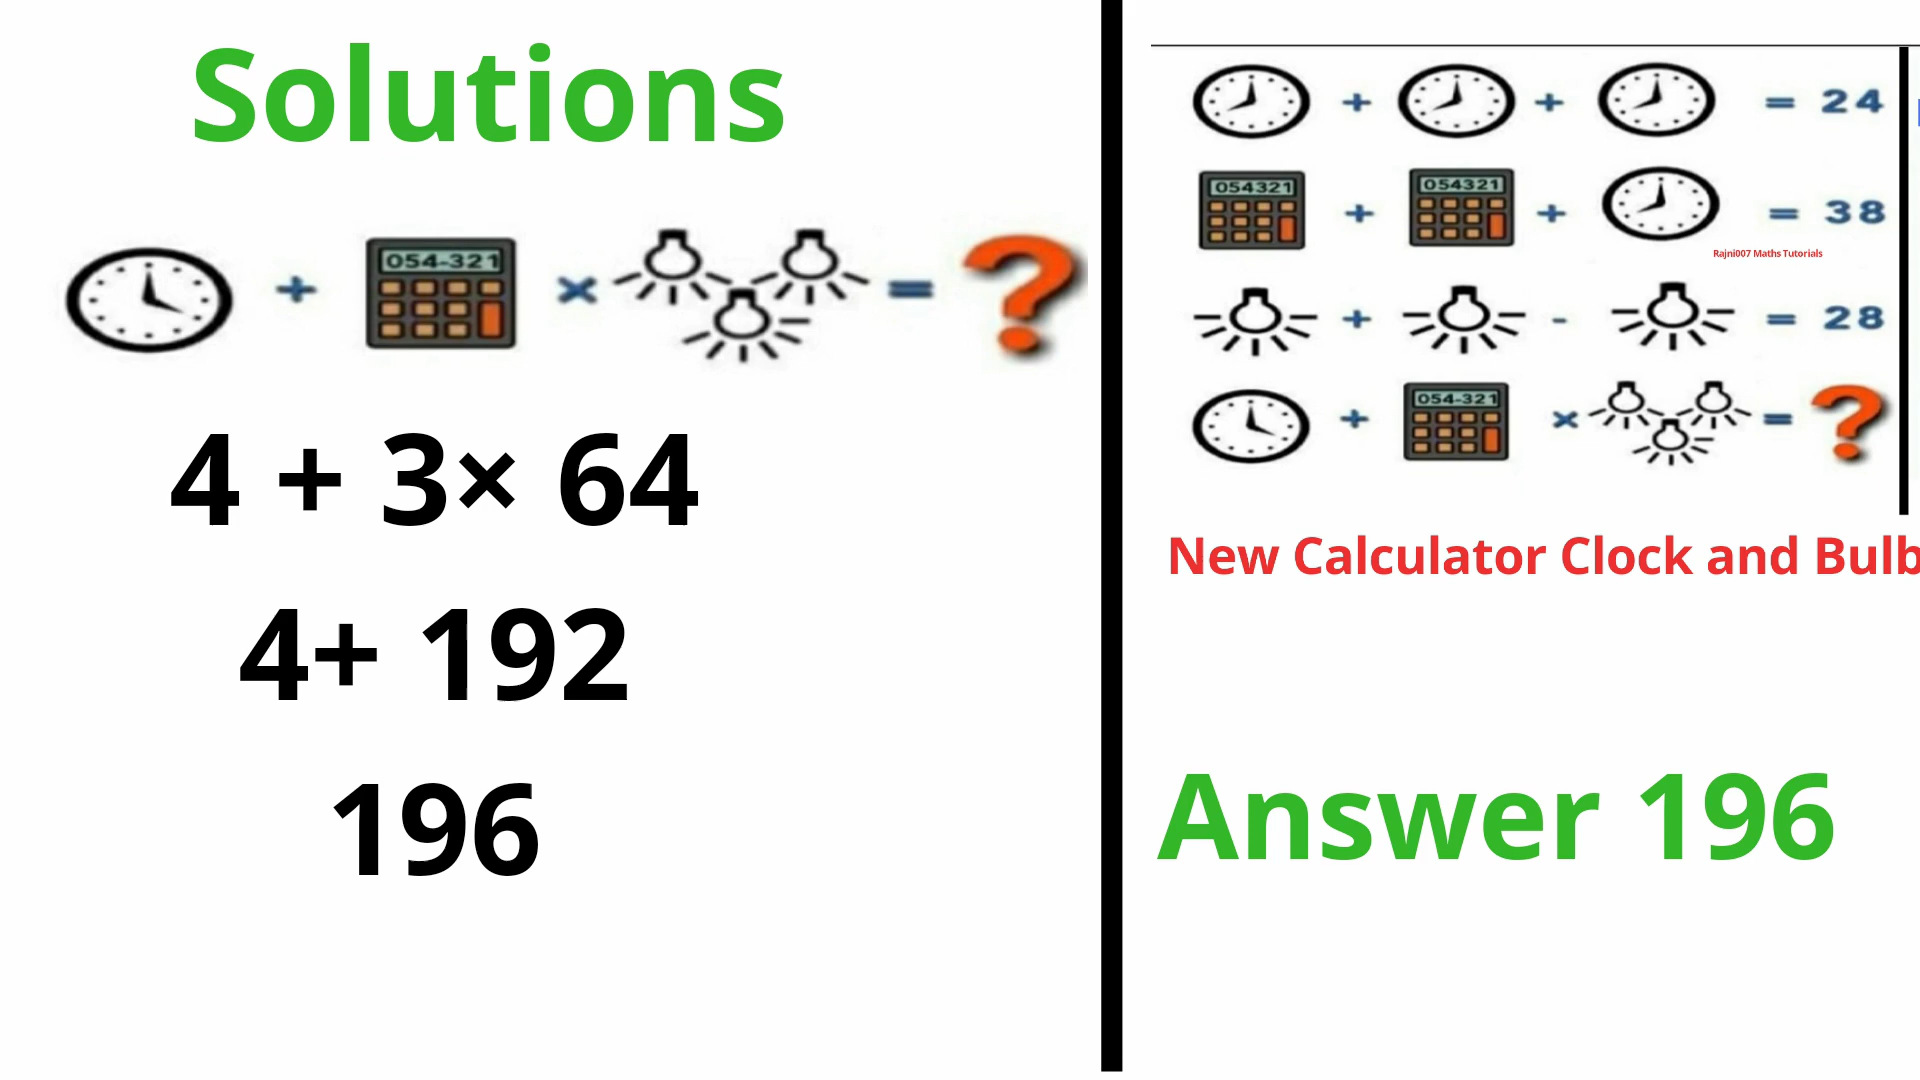 Solutions
054-321
+ × = ?
4 + 3× 64
4+ 192
196
+ + = 24
054321 054321
+ + = 38
Rajni007 Maths Tutorials
+ + - = 28
054-321
+ × = ?
New Calculator Clock and Bulb
Answer 196